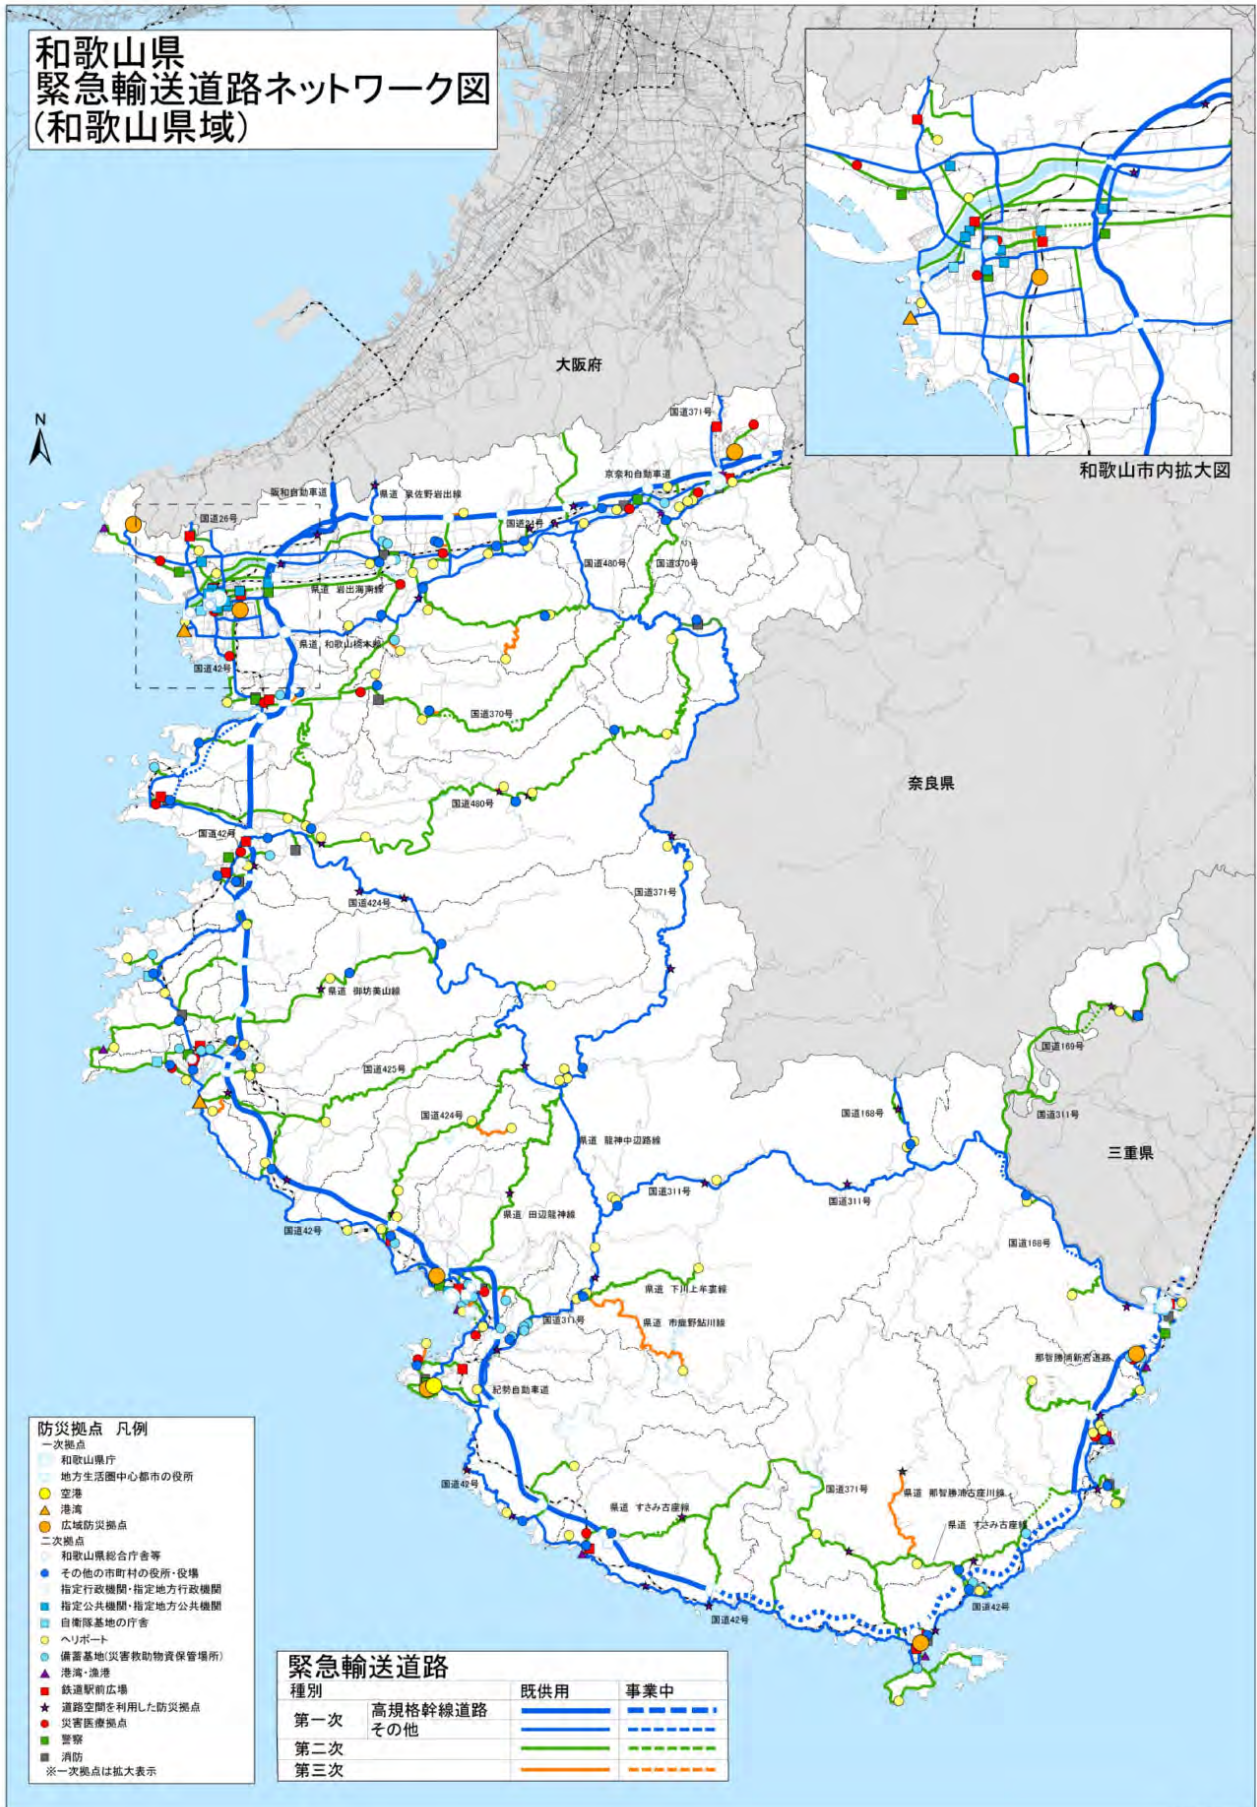 和歌山県
緊急輸送道路ネットワーク図
(和歌山県域)
和歌山市内拡大図
N
大阪府
国道371号
京奈和自動車道
阪和自動車道
県道 泉佐野岩出線
国道26号
国道24号
国道480号
国道370号
県道 岩出海南線
県道 和歌山橋本線
国道42号
国道370号
奈良県
国道480号
国道42号
国道371号
国道424号
県道 御坊美山線
国道169号
国道425号
国道311号
国道424号
国道168号
県道 龍神中辺路線
三重県
国道311号
国道311号
県道 田辺龍神線
国道42号
国道168号
県道 下川上牟婁線
国道311号
県道 市鹿野鮎川線
那智勝浦新宮道路
紀勢自動車道
国道42号
国道371号
県道 那智勝浦古座川線
県道 すさみ古座線
県道 すさみ古座線
国道42号
国道42号
防災拠点 凡例
一次拠点
和歌山県庁
地方生活圏中心都市の役所
空港
港湾
広域防災拠点
二次拠点
和歌山県総合庁舎等
その他の市町村の役所・役場
指定行政機関・指定地方行政機関
指定公共機関・指定地方公共機関
自衛隊基地の庁舎
ヘリポート
備蓄基地(災害救助物資保管場所)
港湾・漁港
鉄道駅前広場
道路空間を利用した防災拠点
災害医療拠点
警察
消防
※一次拠点は拡大表示
緊急輸送道路
種別 既供用 事業中
第一次 高規格幹線道路
その他
第二次
第三次